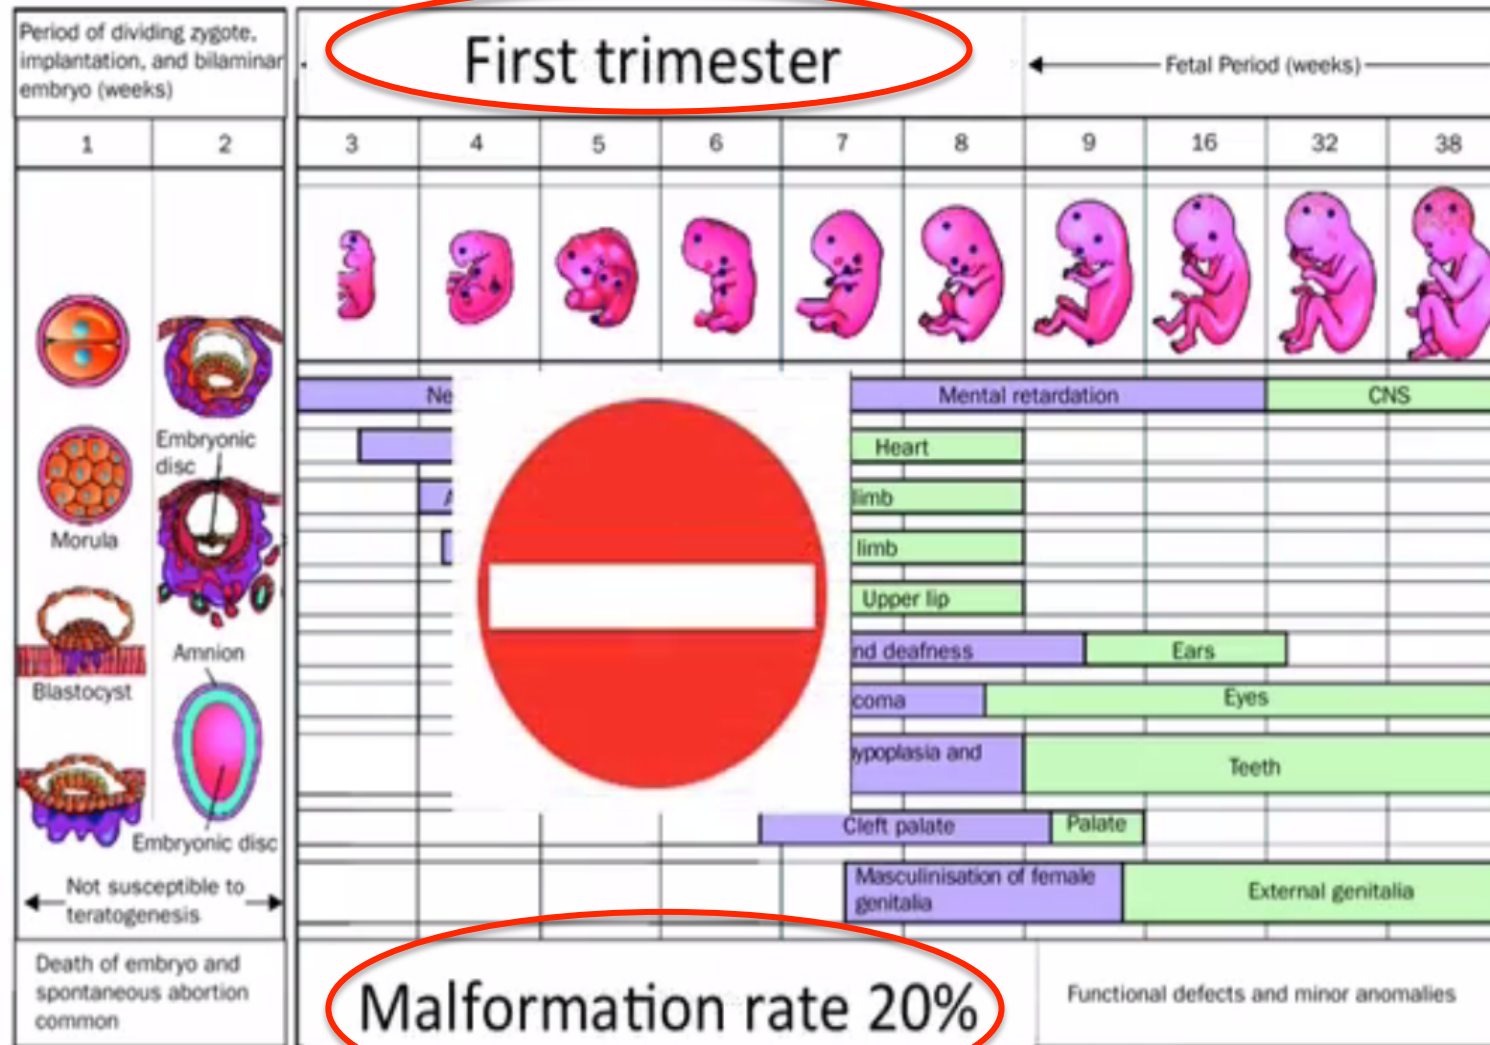 Period of dividing zygote,
implantation, and bilaminar
embryo (weeks)
First trimester
Fetal Period (weeks)
1 2 3 4 5 6 7 8 9 16 32 38
Embryonic
disc
Morula
Blastocyst
Amnion
Embryonic disc
Not susceptible to
teratogenesis
Death of embryo and
spontaneous abortion
common
Ne
Mental retardation
CNS
Heart
A
limb
limb
Upper lip
nd deafness
Ears
coma
Eyes
ypoplasia and
Teeth
Cleft palate
Palate
Masculinisation of female
genitalia
External genitalia
Malformation rate 20%
Functional defects and minor anomalies